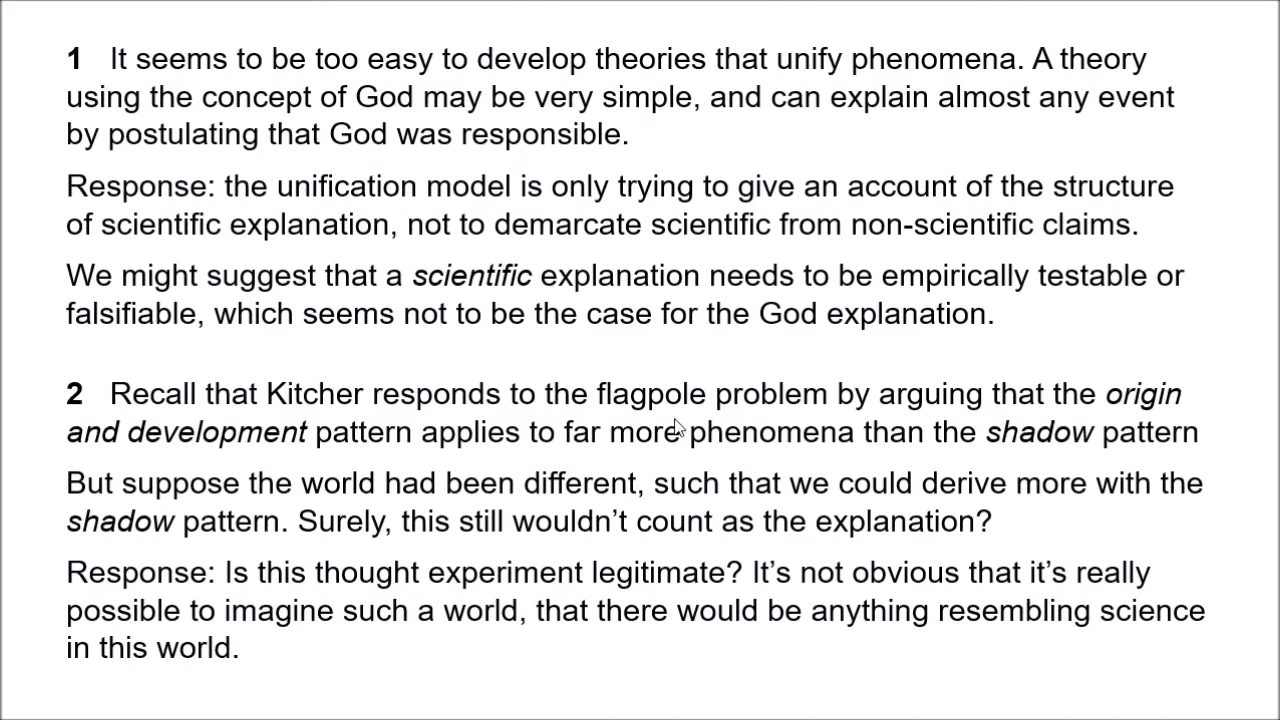 1 It seems to be too easy to develop theories that unify phenomena. A theory
using the concept of God may be very simple, and can explain almost any event
by postulating that God was responsible.
Response: the unification model is only trying to give an account of the structure
of scientific explanation, not to demarcate scientific from non-scientific claims.
We might suggest that a scientific explanation needs to be empirically testable or
falsifiable, which seems not to be the case for the God explanation.
2 Recall that Kitcher responds to the flagpole problem by arguing that the origin
and development pattern applies to far more phenomena than the shadow pattern
But suppose the world had been different, such that we could derive more with the
shadow pattern. Surely, this still wouldn’t count as the explanation?
Response: Is this thought experiment legitimate? It’s not obvious that it’s really
possible to imagine such a world, that there would be anything resembling science
in this world.